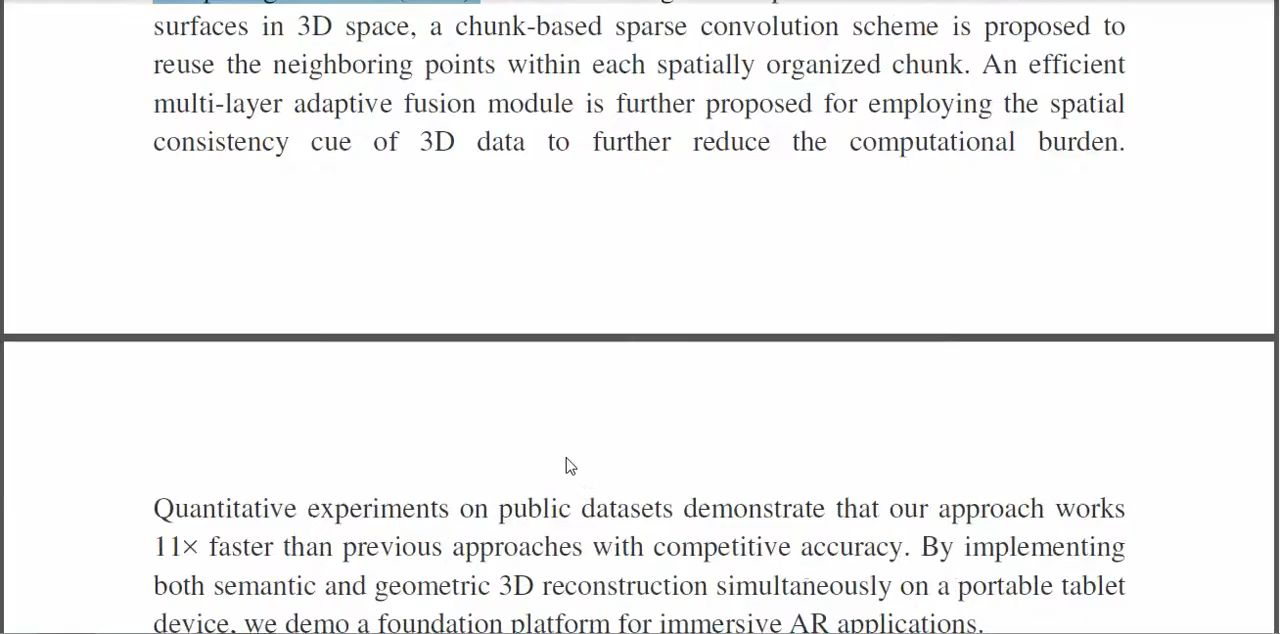 surfaces in 3D space, a chunk-based sparse convolution scheme is proposed to
reuse the neighboring points within each spatially organized chunk. An efficient
multi-layer adaptive fusion module is further proposed for employing the spatial
consistency cue of 3D data to further reduce the computational burden.
Quantitative experiments on public datasets demonstrate that our approach works
11× faster than previous approaches with competitive accuracy. By implementing
both semantic and geometric 3D reconstruction simultaneously on a portable tablet
device, we demo a foundation platform for immersive AR applications.